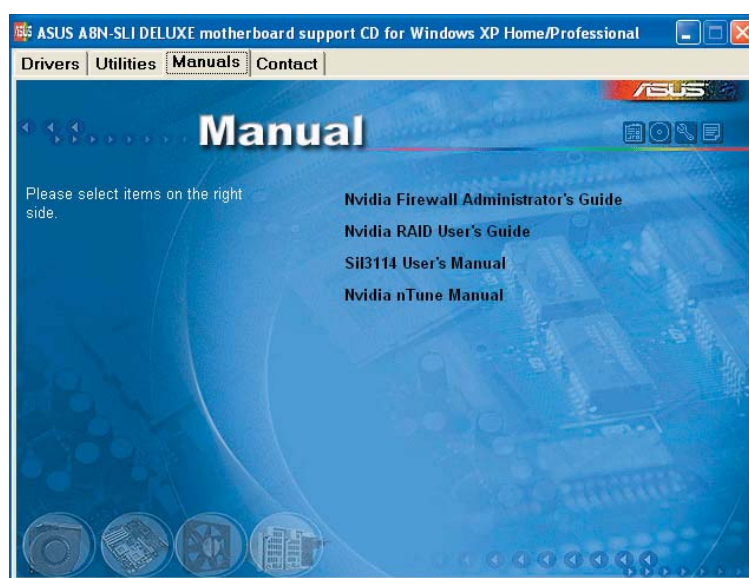 ASUS A8N-SLI DELUXE motherboard support CD for Windows XP Home/Professional
Drivers Utilities Manuals Contact
ASUS
Manual
Please select items on the right
side.
Nvidia Firewall Administrator's Guide
Nvidia RAID User's Guide
Sil3114 User's Manual
Nvidia nTune Manual